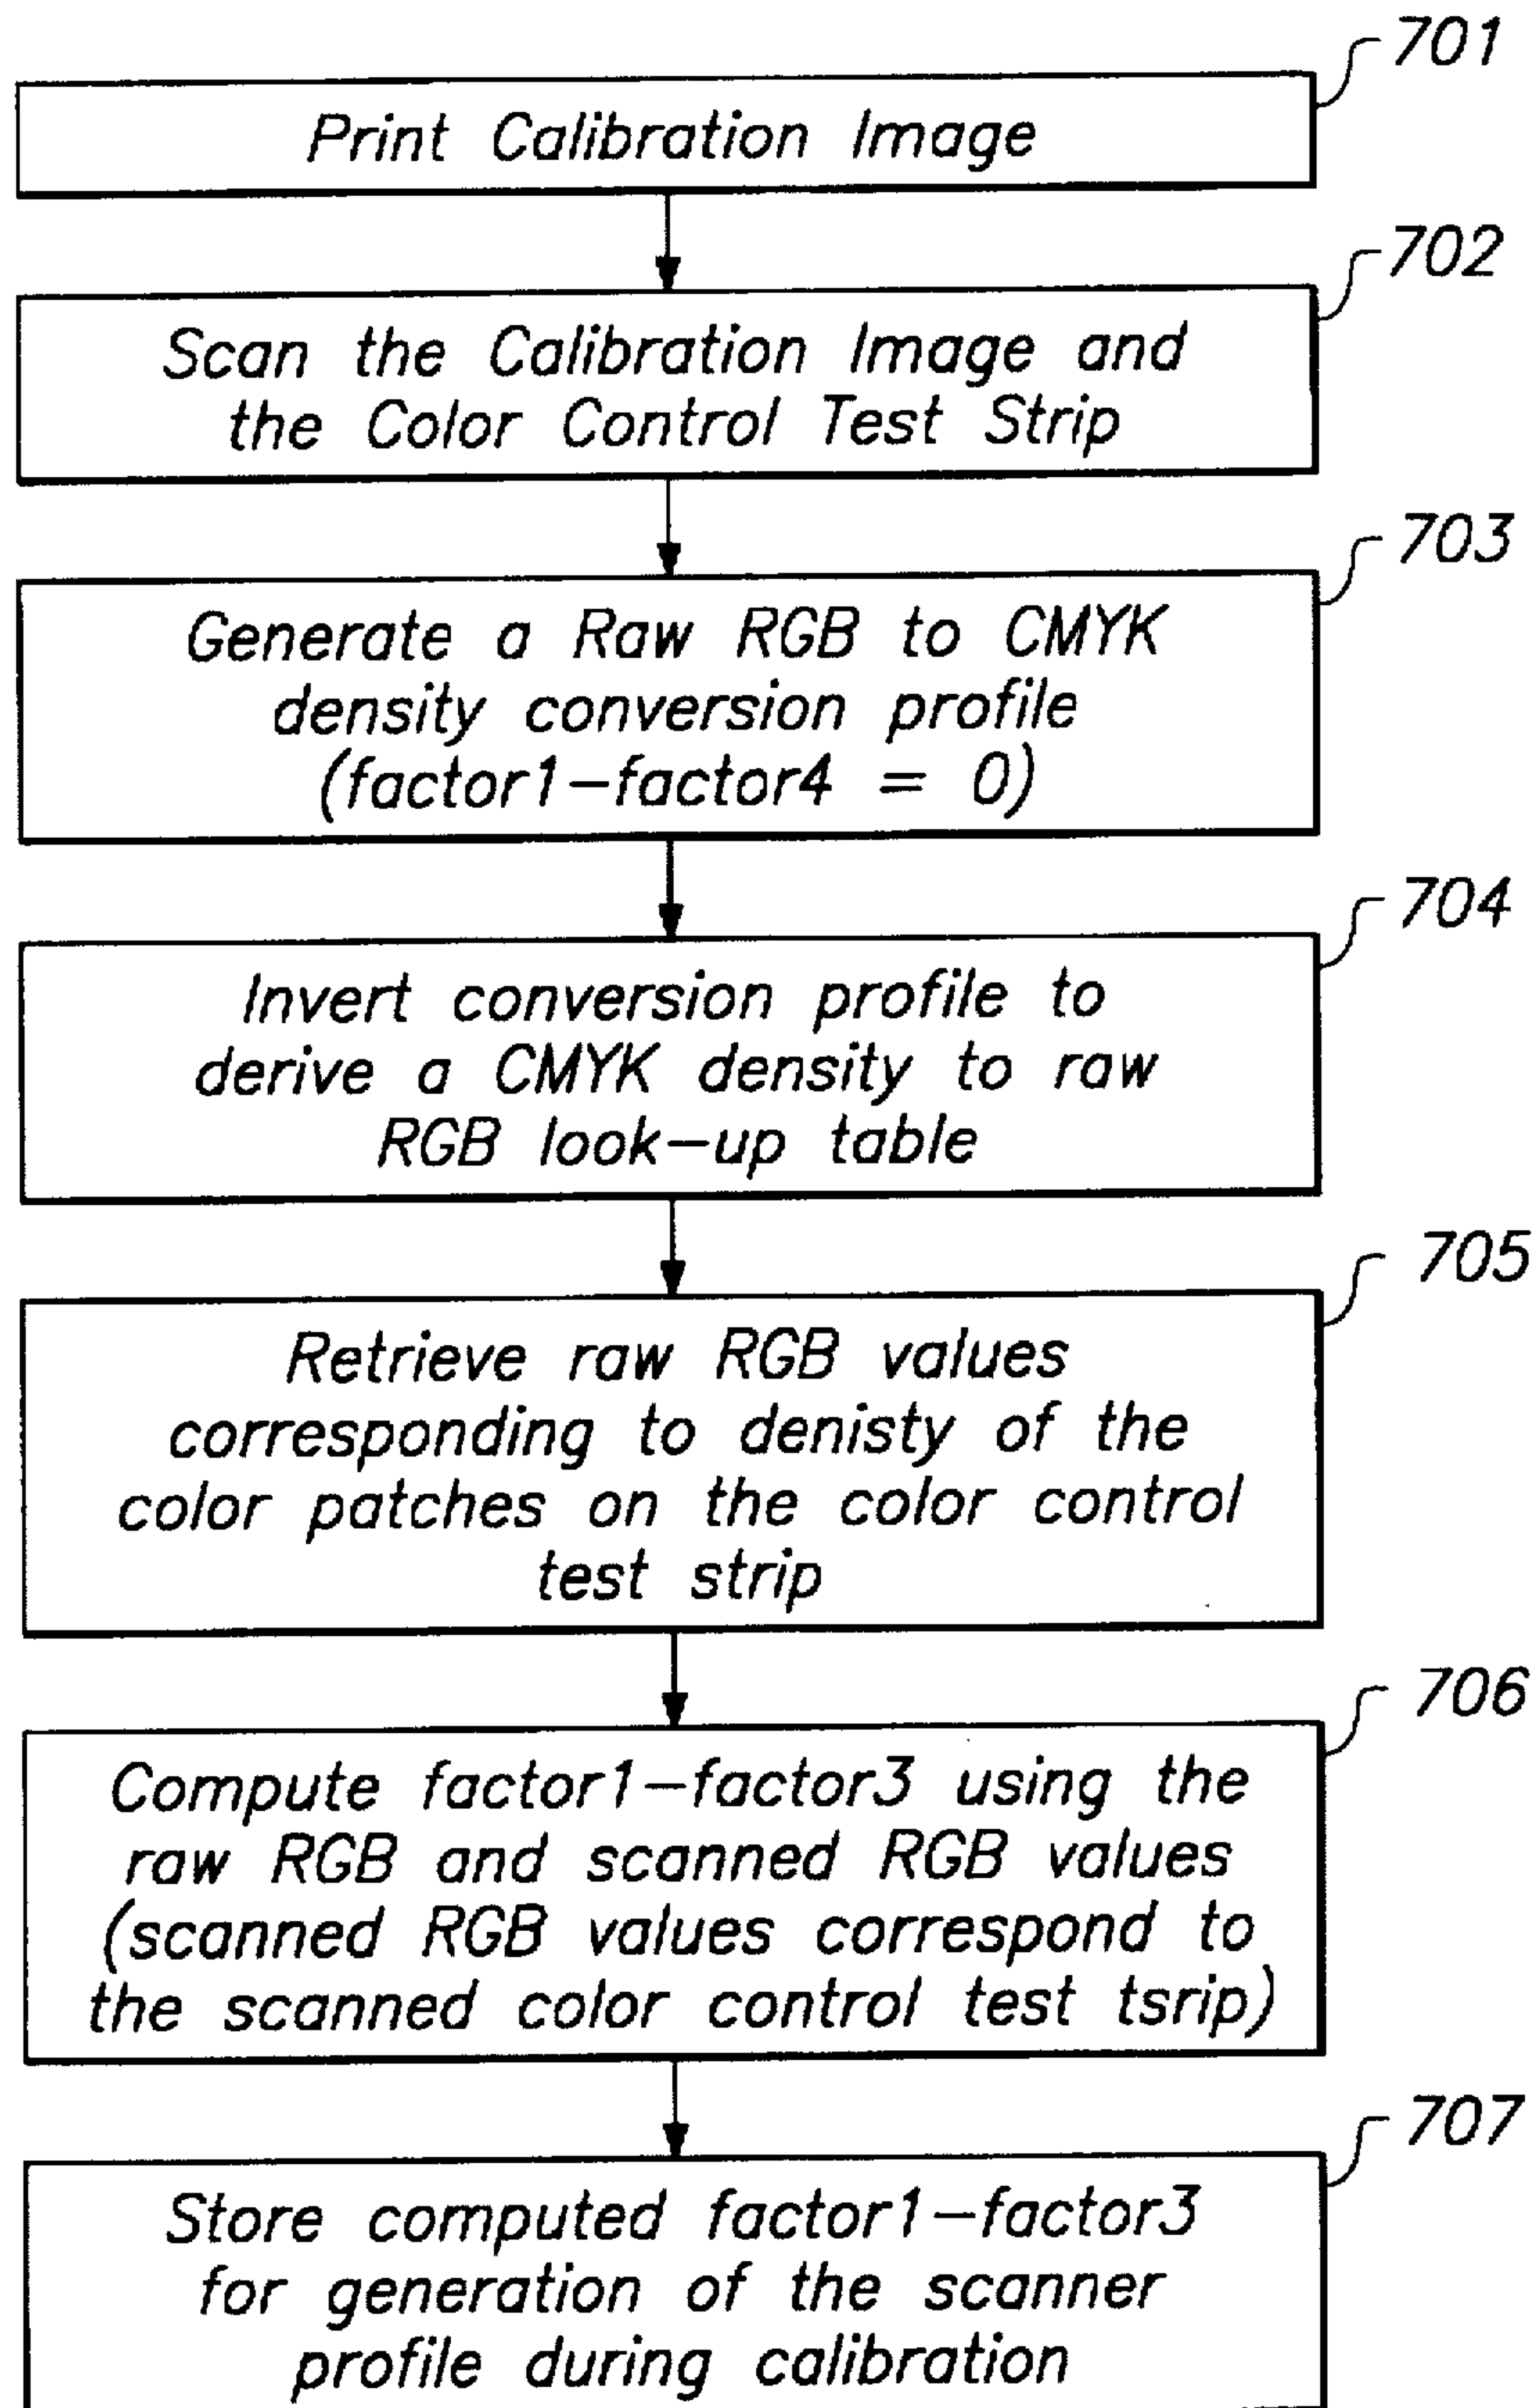 701
Print Calibration Image
702
Scan the Calibration Image and
the Color Control Test Strip
703
Generate a Raw RGB to CMYK
density conversion profile
(factor1-factor4 = 0)
704
Invert conversion profile to
derive a CMYK density to raw
RGB look-up table
705
Retrieve raw RGB values
corresponding to denisty of the
color patches on the color control
test strip
706
Compute factor1-factor3 using the
raw RGB and scanned RGB values
(scanned RGB values correspond to
the scanned color control test tsrip)
707
Store computed factor1-factor3
for generation of the scanner
profile during calibration